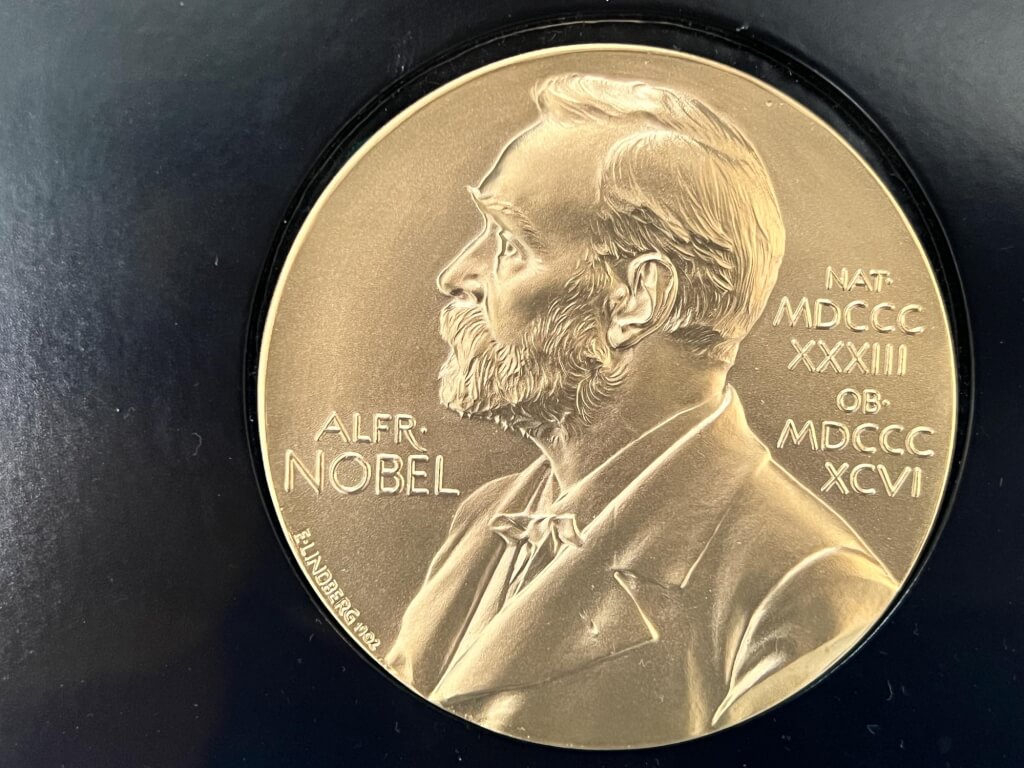 ALFR·
NOBEL
E·LINDBERG 1902
NAT·
MDCCC
XXXIII
OB·
MDCCC
XCVI